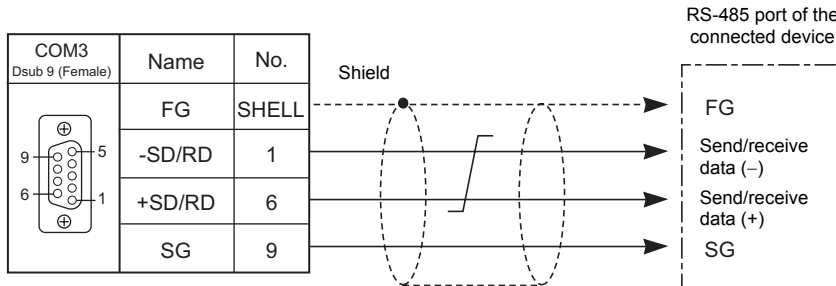 RS-485 port of the
connected device
COM3
Dsub 9 (Female)
Name
No.
Shield
FG
SHELL
FG
-SD/RD
1
Send/receive
data (−)
+SD/RD
6
Send/receive
data (+)
SG
9
SG
9
5
6
1